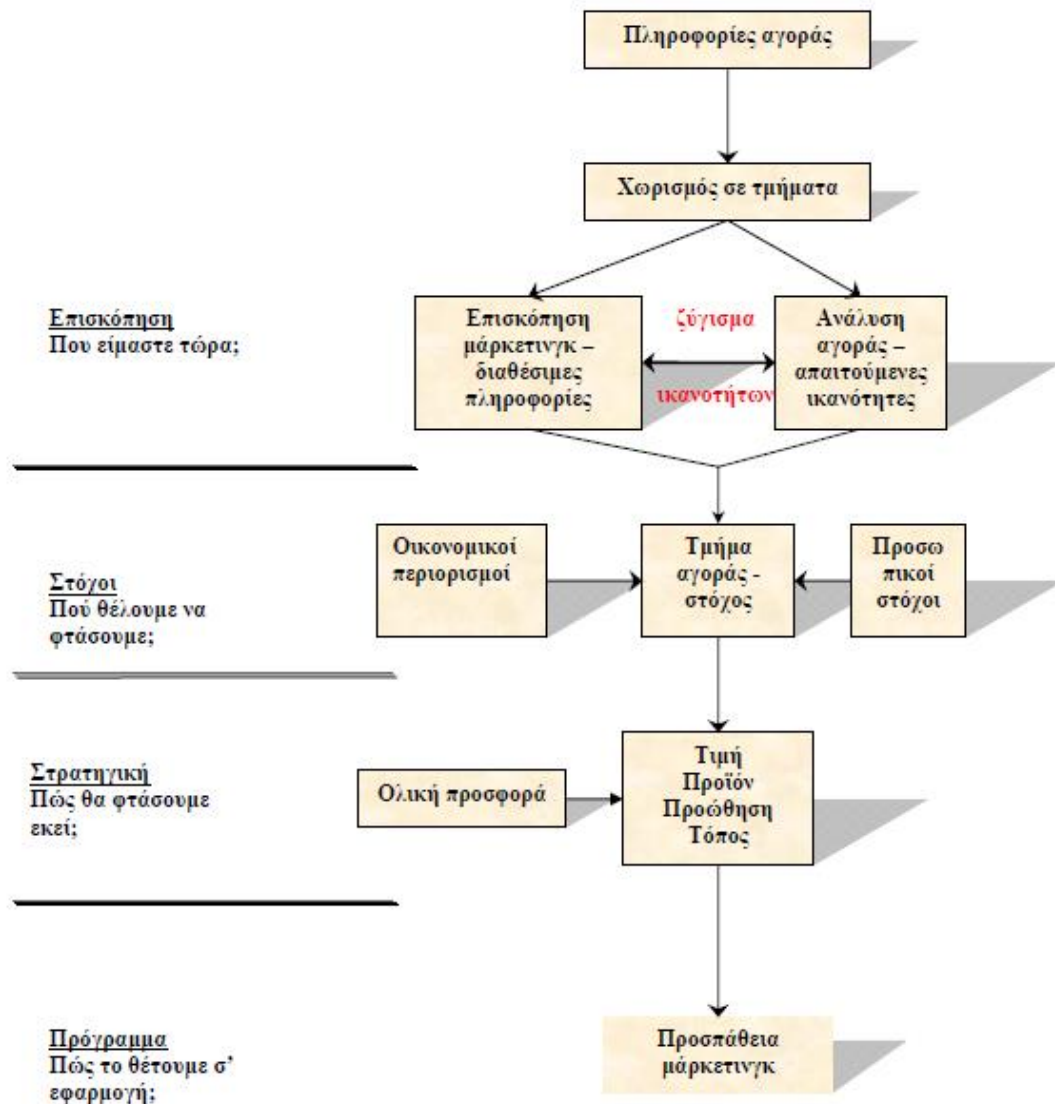 Πληροφορίες αγοράς
Χωρισμός σε τμήματα
Επισκόπηση
Που είμαστε τώρα;
Επισκόπηση
μάρκετινγκ –
διαθέσιμες
πληροφορίες
ζύγισμα
ικανοτήτων
Ανάλυση
αγοράς –
απαιτούμενες
ικανότητες
Στόχοι
Πού θέλουμε να
φτάσουμε;
Οικονομικοί
περιορισμοί
Τμήμα
αγοράς -
στόχος
Προσω
πικοί
στόχοι
Στρατηγική
Πώς θα φτάσουμε
εκεί;
Ολική προσφορά
Τιμή
Προϊόν
Προώθηση
Τόπος
Πρόγραμμα
Πώς το θέτουμε σ’
εφαρμογή;
Προσπάθεια
μάρκετινγκ